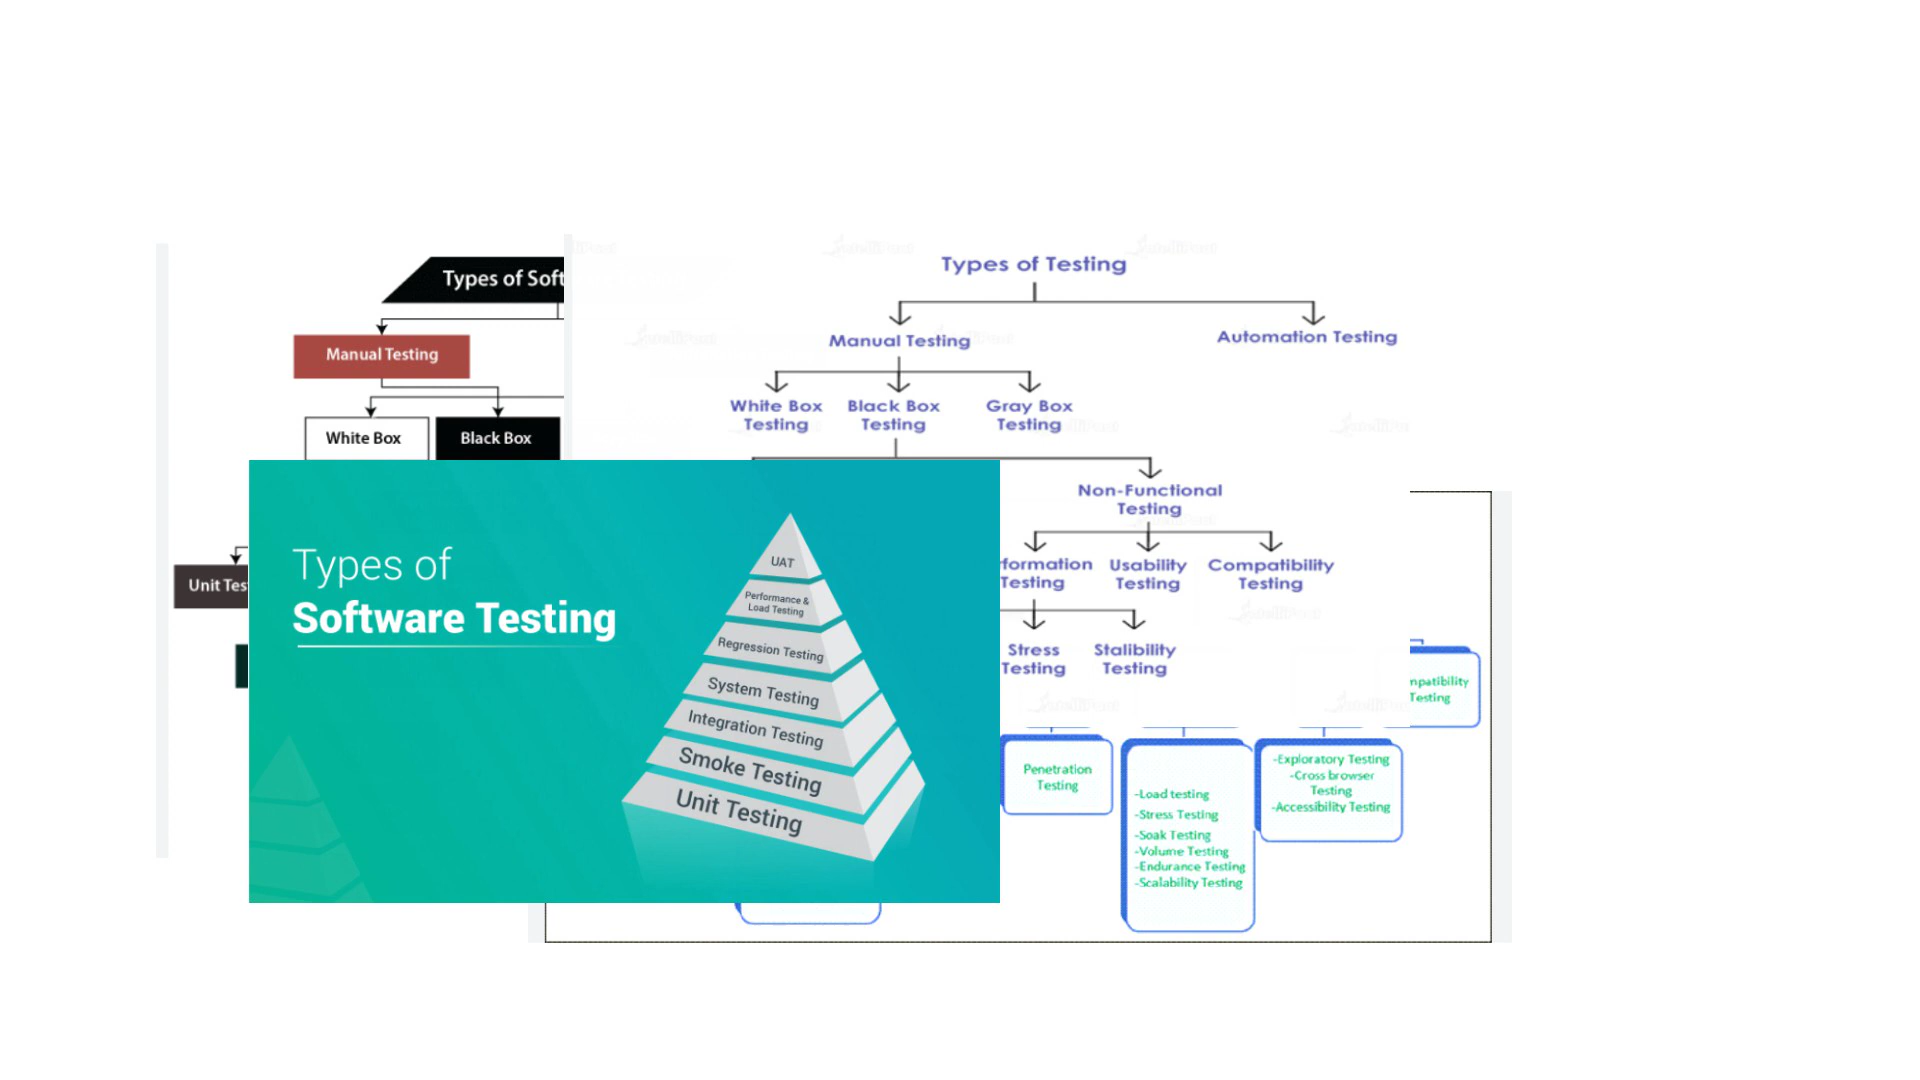 Types of Soft
Manual Testing
White Box
Black Box
Unit Tes
Types of Testing
Manual Testing
Automation Testing
White Box
Testing
Black Box
Testing
Gray Box
Testing
Non-Functional
Testing
formation
Testing
Usability
Testing
Compatibility
Testing
Stress
Testing
Stalibility
Testing
Types of
Software Testing
UAT
Performance &
Load Testing
Regression Testing
System Testing
Integration Testing
Smoke Testing
Unit Testing
npatibility
Testing
Penetration
Testing
-Load testing
-Stress Testing
-Soak Testing
-Volume Testing
-Endurance Testing
-Scalability Testing
-Exploratory Testing
-Cross browser
Testing
-Accessibility Testing